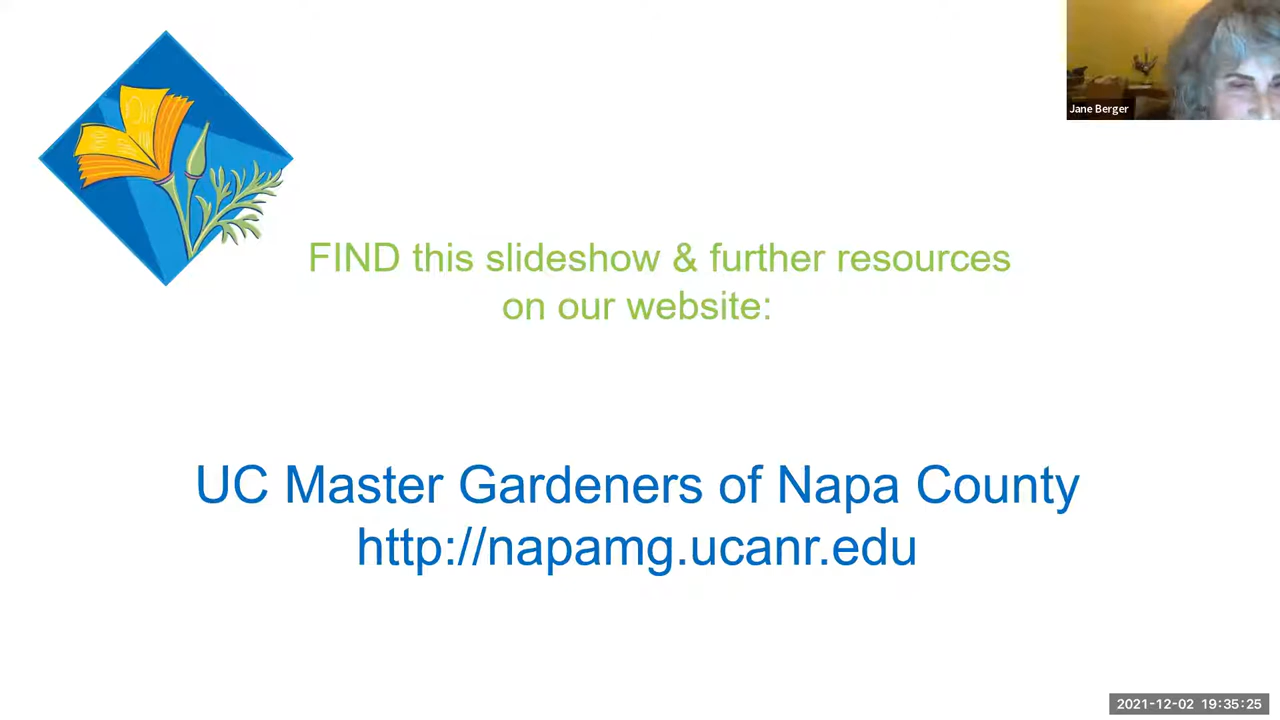 Jane Berger
FIND this slideshow & further resources
on our website:
UC Master Gardeners of Napa County
http://napamg.ucanr.edu
2021-12-02 19:35:25